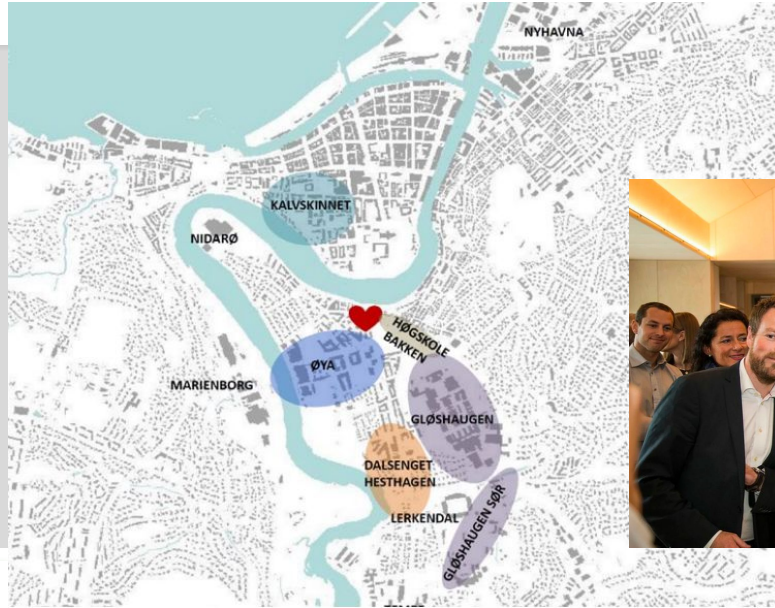 NYHAVNA
KALVSKINNET
NIDARØ
HØGSKOLE
BAKKEN
ØYA
MARIENBORG
GLØSHAUGEN
DALSENGET
HESTHAGEN
LERKENDAL
GLØSHAUGEN SØR